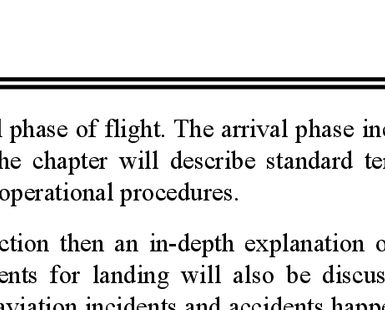 l phase of flight. The arrival phase inc
he chapter will describe standard ter
operational procedures.
ction then an in-depth explanation o
ents for landing will also be discus
aviation incidents and accidents happe